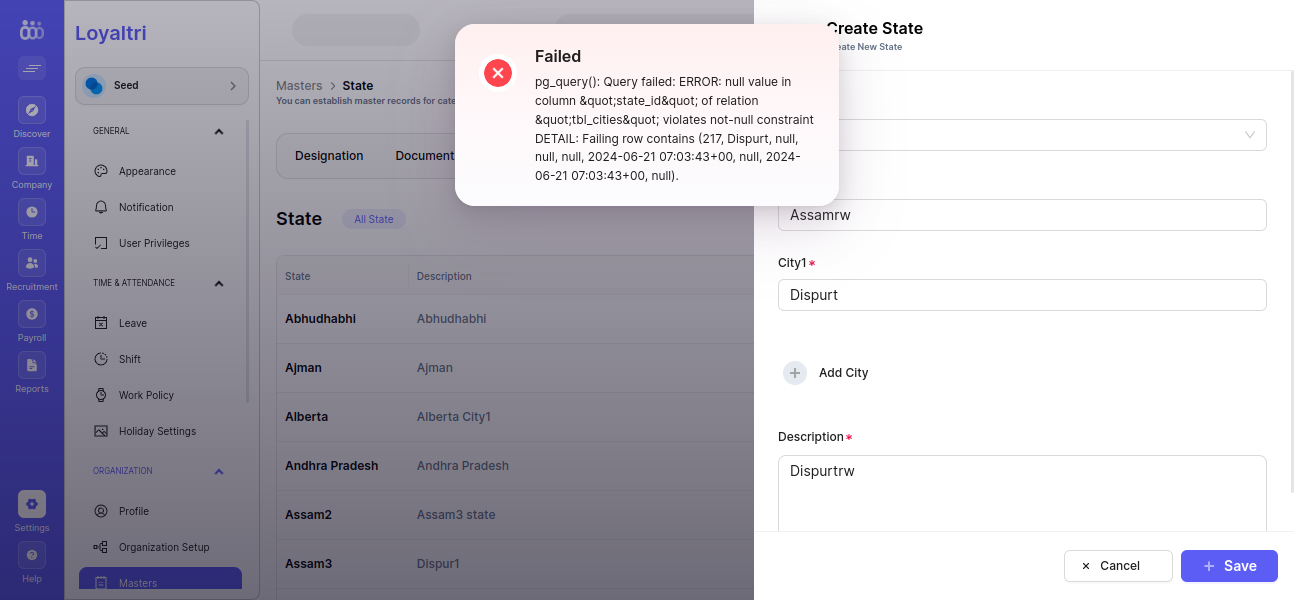 Loyaltri
Seed
Discover
Company
Time
Recruitment
Payroll
Reports
Settings
Help
GENERAL
Appearance
Notification
User Privileges
TIME & ATTENDANCE
Leave
Shift
Work Policy
Holiday Settings
ORGANIZATION
Profile
Organization Setup
Masters
Masters > State
You can establish master records for cate
Designation Document
State All State
State Description
Abhudhabhi Abhudhabhi
Ajman Ajman
Alberta Alberta City1
Andhra Pradesh Andhra Pradesh
Assam2 Assam3 state
Assam3 Dispur1
Failed
pg_query(): Query failed: ERROR: null value in
column &quot;state_id&quot; of relation
&quot;tbl_cities&quot; violates not-null constraint
DETAIL: Failing row contains (217, Dispurt, null,
null, null, 2024-06-21 07:03:43+00, null, 2024-
06-21 07:03:43+00, null).
Create State
eate New State
Assamrw
City1*
Dispurt
Add City
Description*
Dispurtrw
Cancel
Save